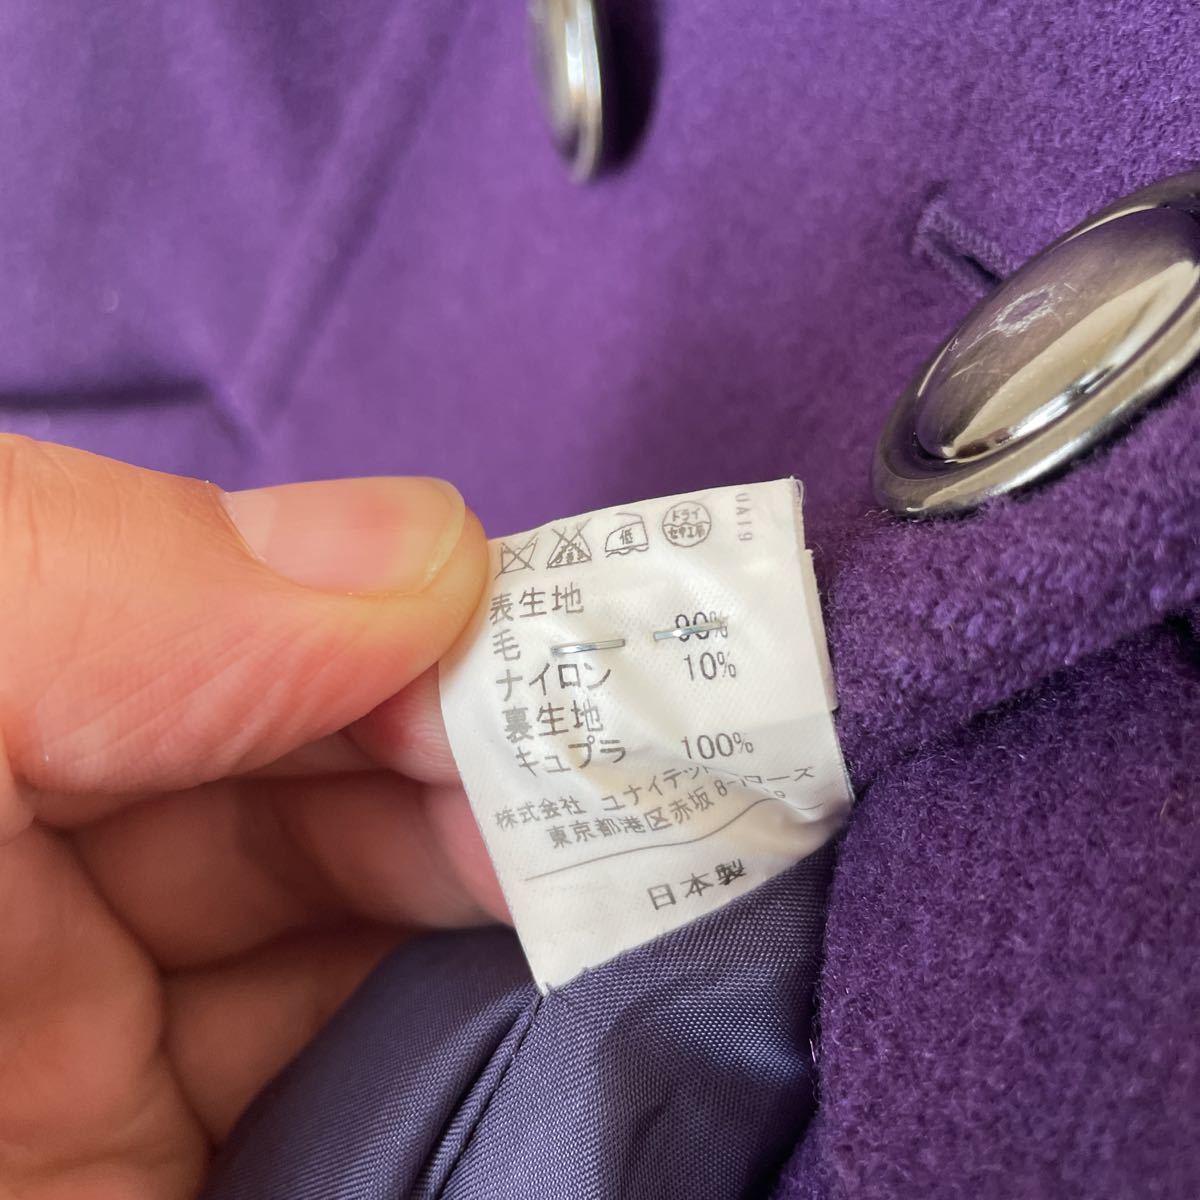 ドライ
セキユ系
低
UA19
表生地
毛 90%
ナイロン 10%
裏生地
キュプラ 100%
株式会社 ユナイテッ ローズ
東京都港区赤坂 8-1
日本製